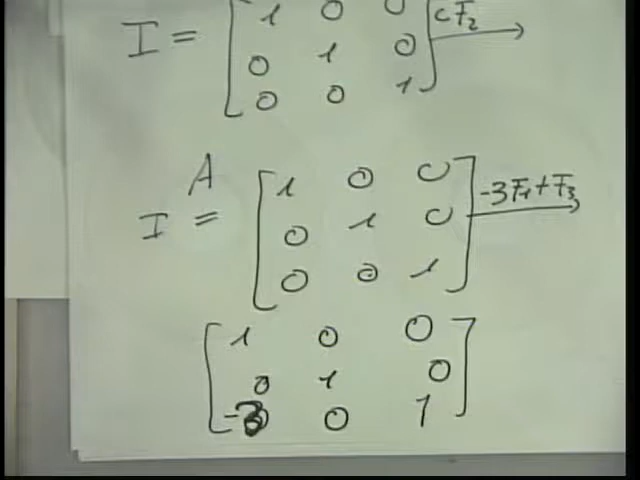 1 0 0 cF₂
I = 0 1 0
0 0 1
A
1 0 0 -3F₁+F₃
I = 0 1 0
0 0 1
1 0 0
0 1 0
-3 0 1